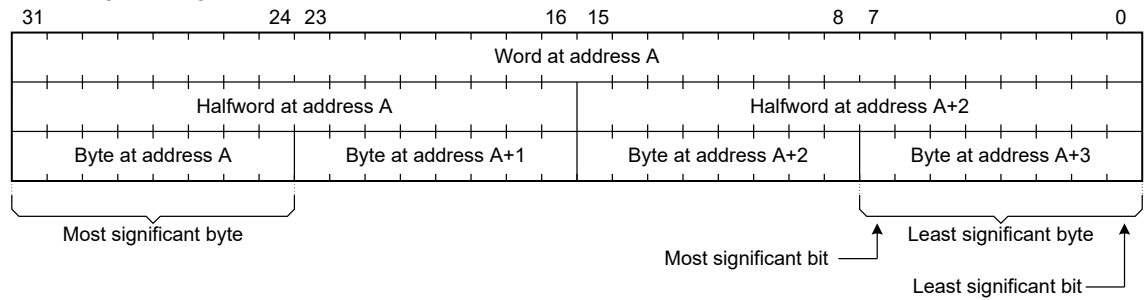 31 24 23 16 15 8 7 0
Word at address A
Halfword at address A Halfword at address A+2
Byte at address A Byte at address A+1 Byte at address A+2 Byte at address A+3
Most significant byte Least significant byte
Most significant bit
Least significant bit